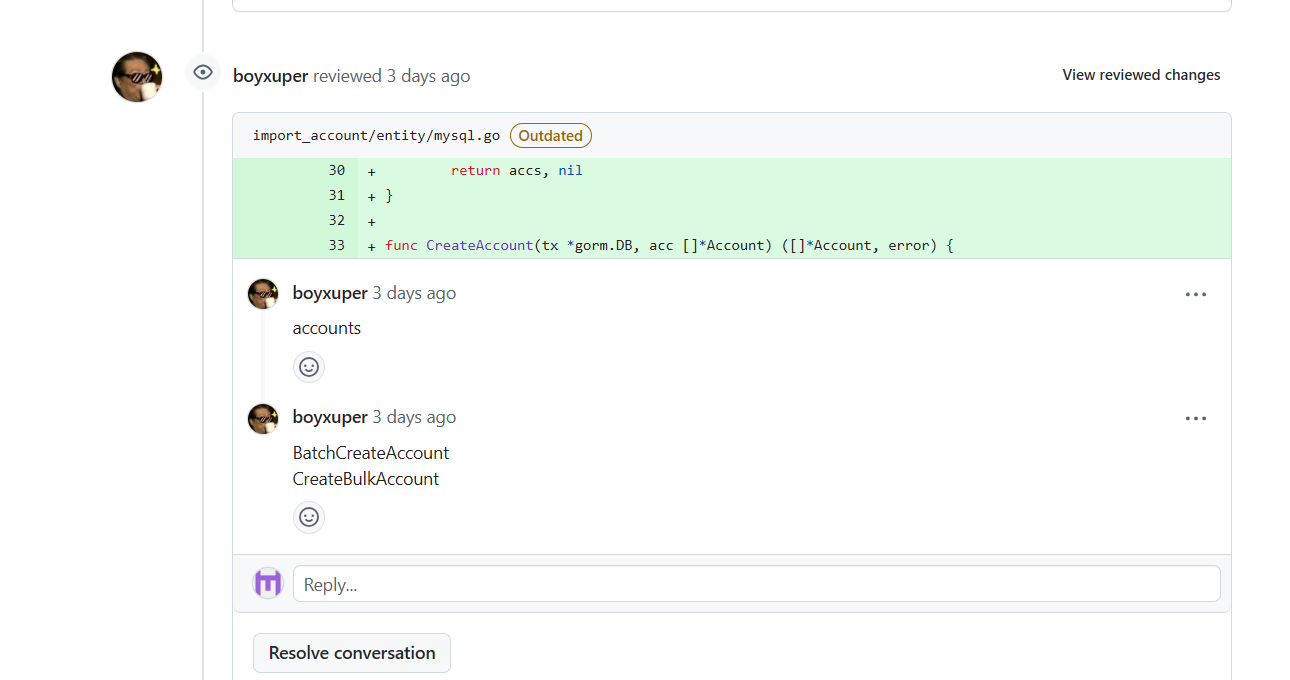 boyxuper reviewed 3 days ago
View reviewed changes
import_account/entity/mysql.go Outdated
30 + return accs, nil
31 + }
32 +
33 + func CreateAccount(tx *gorm.DB, acc []*Account) ([]*Account, error) {
boyxuper 3 days ago
accounts
boyxuper 3 days ago
BatchCreateAccount
CreateBulkAccount
Reply...
Resolve conversation